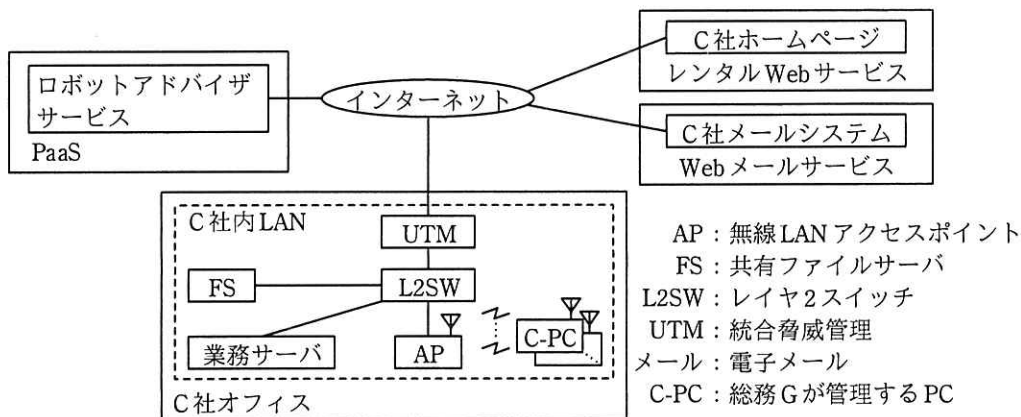 C社ホームページ
レンタルWebサービス
ロボットアドバイザ
サービス
PaaS
インターネット
C社メールシステム
Webメールサービス
C社内LAN
UTM
FS
L2SW
業務サーバ
AP
C-PC
C社オフィス
AP：無線LANアクセスポイント
FS：共有ファイルサーバ
L2SW：レイヤ2スイッチ
UTM：統合脅威管理
メール：電子メール
C-PC：総務Gが管理するPC